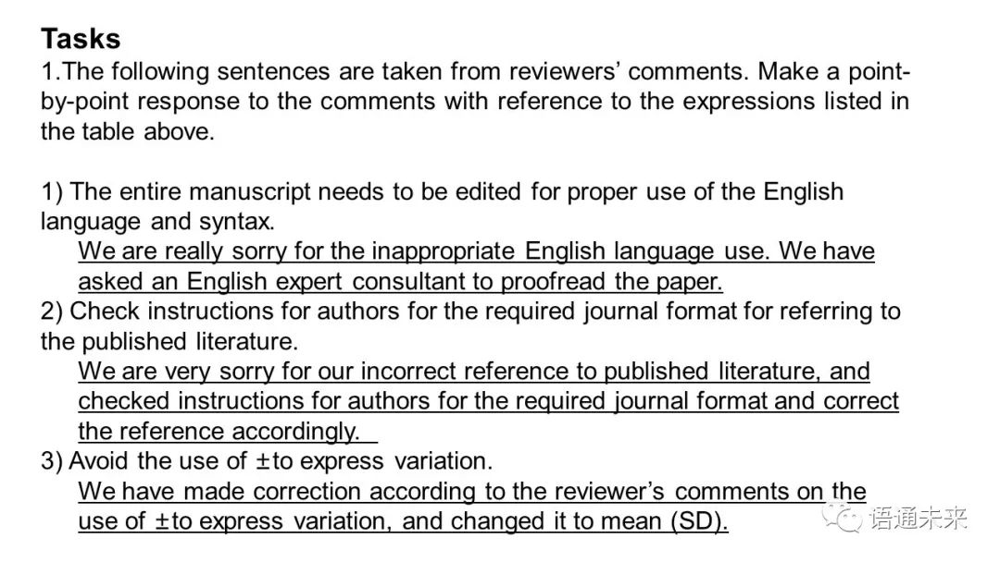 Tasks
1.The following sentences are taken from reviewers’ comments. Make a point-
by-point response to the comments with reference to the expressions listed in
the table above.
1) The entire manuscript needs to be edited for proper use of the English
language and syntax.
We are really sorry for the inappropriate English language use. We have
asked an English expert consultant to proofread the paper.
2) Check instructions for authors for the required journal format for referring to
the published literature.
We are very sorry for our incorrect reference to published literature, and
checked instructions for authors for the required journal format and correct
the reference accordingly.
3) Avoid the use of ±to express variation.
We have made correction according to the reviewer’s comments on the
use of ±to express variation, and changed it to mean (SD).
语通未来